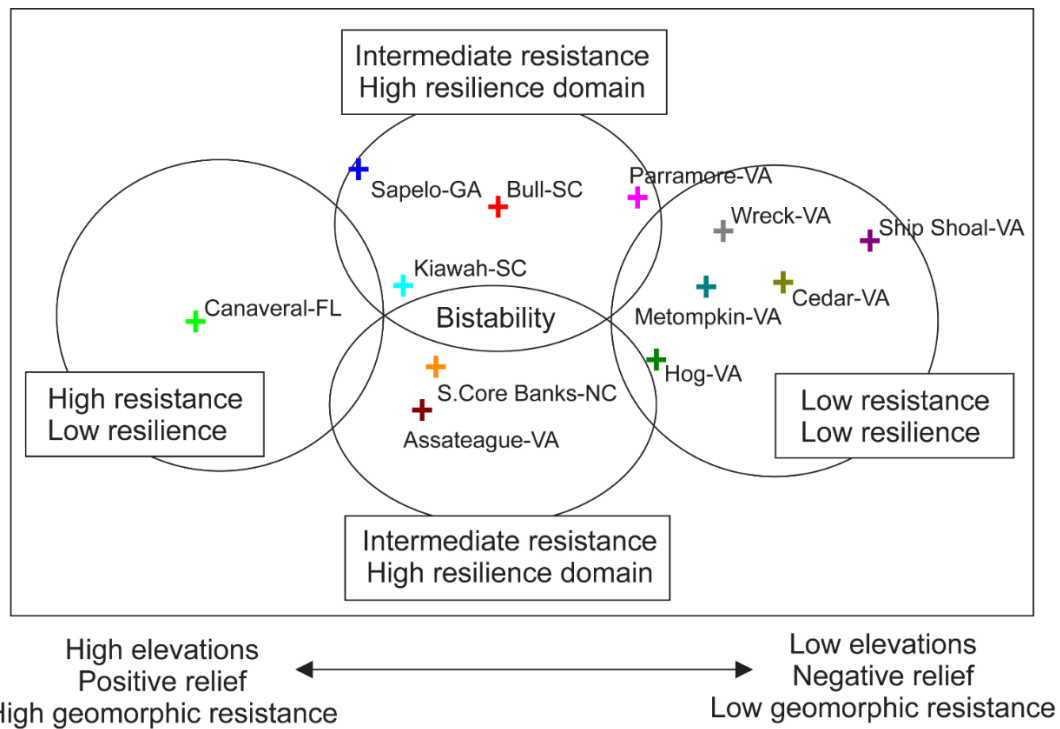 Intermediate resistance
High resilience domain
Sapelo-GA
Bull-SC
Parramore-VA
Wreck-VA
Ship Shoal-VA
Kiawah-SC
Canaveral-FL
Bistability
Metompkin-VA
Cedar-VA
S.Core Banks-NC
Hog-VA
Assateague-VA
High resistance
Low resilience
Low resistance
Low resilience
Intermediate resistance
High resilience domain
High elevations
Positive relief
High geomorphic resistance
Low elevations
Negative relief
Low geomorphic resistance